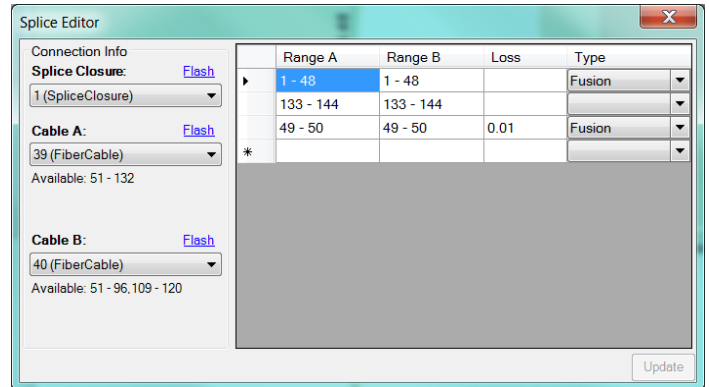 Splice Editor
Connection Info
Splice Closure: Flash
1 (SpliceClosure)
Cable A: Flash
39 (FiberCable)
Available: 51 - 132
Cable B: Flash
40 (FiberCable)
Available: 51 - 96,109 - 120
Range A Range B Loss Type
1 - 48 1 - 48 Fusion
133 - 144 133 - 144
49 - 50 49 - 50 0.01 Fusion
Update